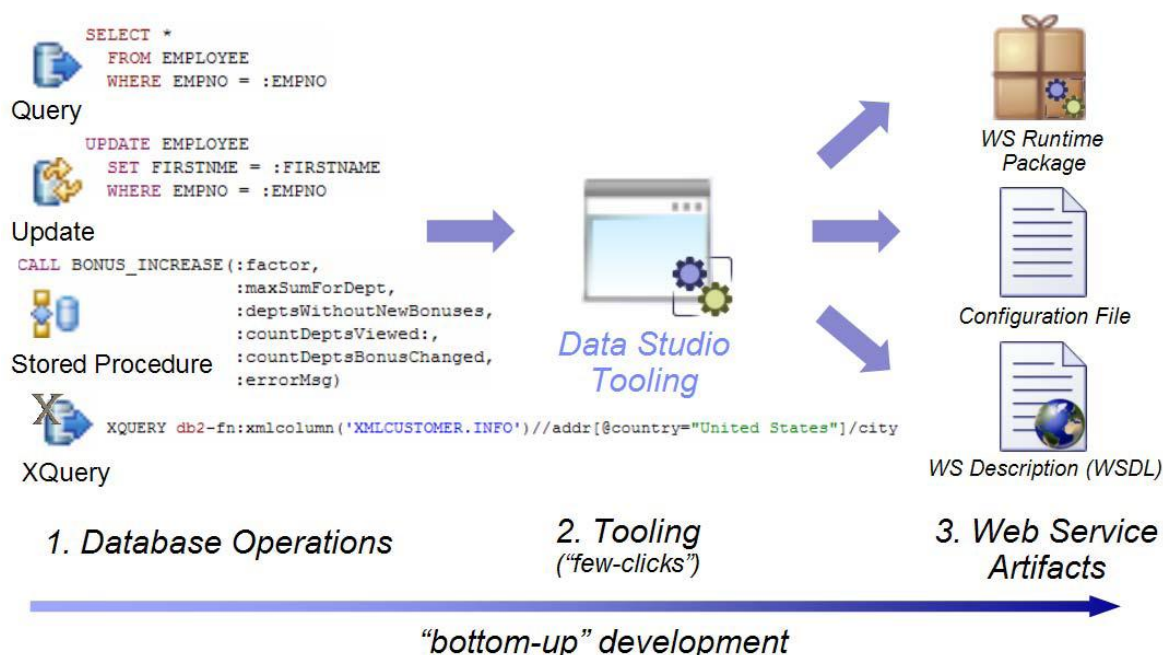 SELECT *
FROM EMPLOYEE
WHERE EMPNO = :EMPNO
Query
UPDATE EMPLOYEE
SET FIRSTNME = :FIRSTNAME
WHERE EMPNO = :EMPNO
Update
CALL BONUS_INCREASE(:factor,
:maxSumForDept,
:deptsWithoutNewBonuses,
:countDeptsViewed:,
:countDeptsBonusChanged,
:errorMsg)
Stored Procedure
X
XQUERY db2-fn:xmlcolumn('XMLCUSTOMER.INFO')//addr[@country="United States"]/city
XQuery
Data Studio
Tooling
WS Runtime
Package
Configuration File
WS Description (WSDL)
1. Database Operations
2. Tooling
("few-clicks")
3. Web Service
Artifacts
"bottom-up" development